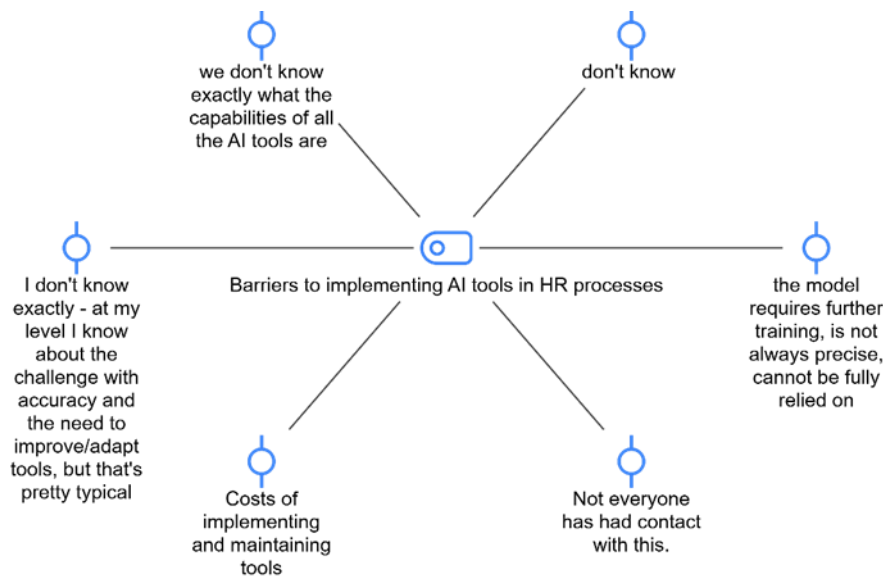 we don't know
exactly what the
capabilities of all
the AI tools are
don't know
Barriers to implementing AI tools in HR processes
I don't know
exactly - at my
level I know
about the
challenge with
accuracy and
the need to
improve/adapt
tools, but that's
pretty typical
the model
requires further
training, is not
always precise,
cannot be fully
relied on
Costs of
implementing
and maintaining
tools
Not everyone
has had contact
with this.